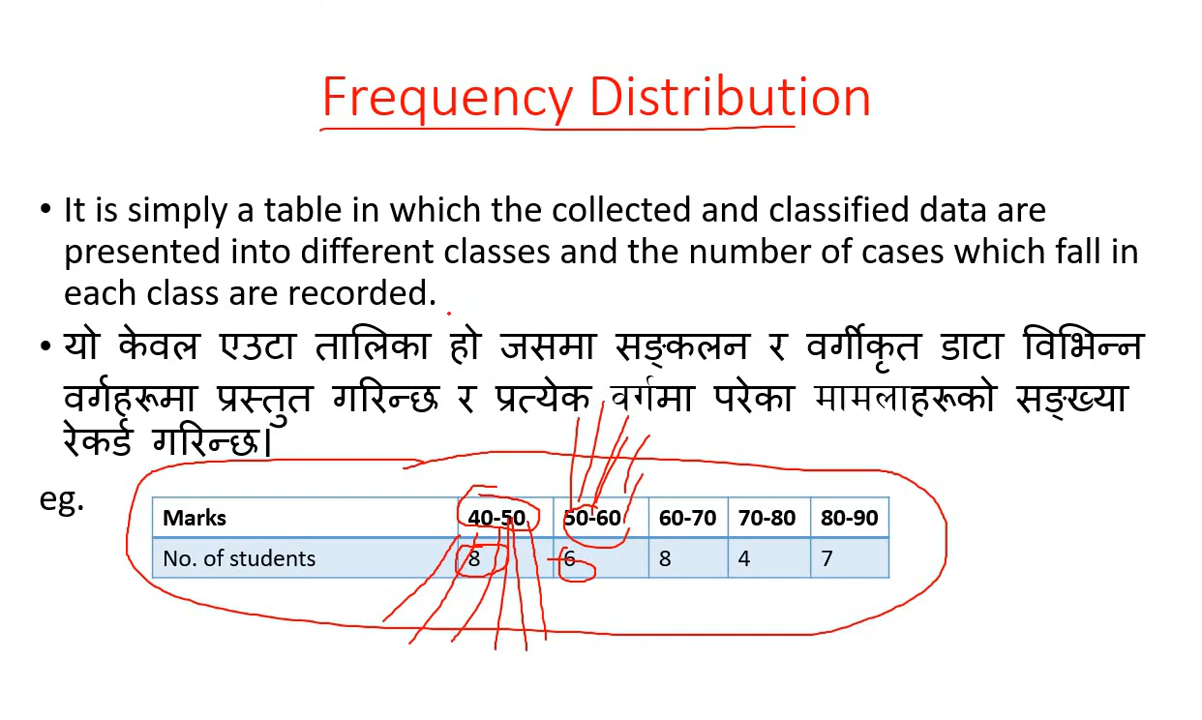 Frequency Distribution
• It is simply a table in which the collected and classified data are
presented into different classes and the number of cases which fall in
each class are recorded.
• यो केवल एउटा तालिका हो जसमा सङ्कलन र वर्गीकृत डाटा विभिन्न
वर्गहरूमा प्रस्तुत गरिन्छ र प्रत्येक वर्गमा परेका मामलाहरूको सङ्ख्या
रेकर्ड गरिन्छ।
eg.
Marks 40-50 50-60 60-70 70-80 80-90
No. of students 8 6 8 4 7